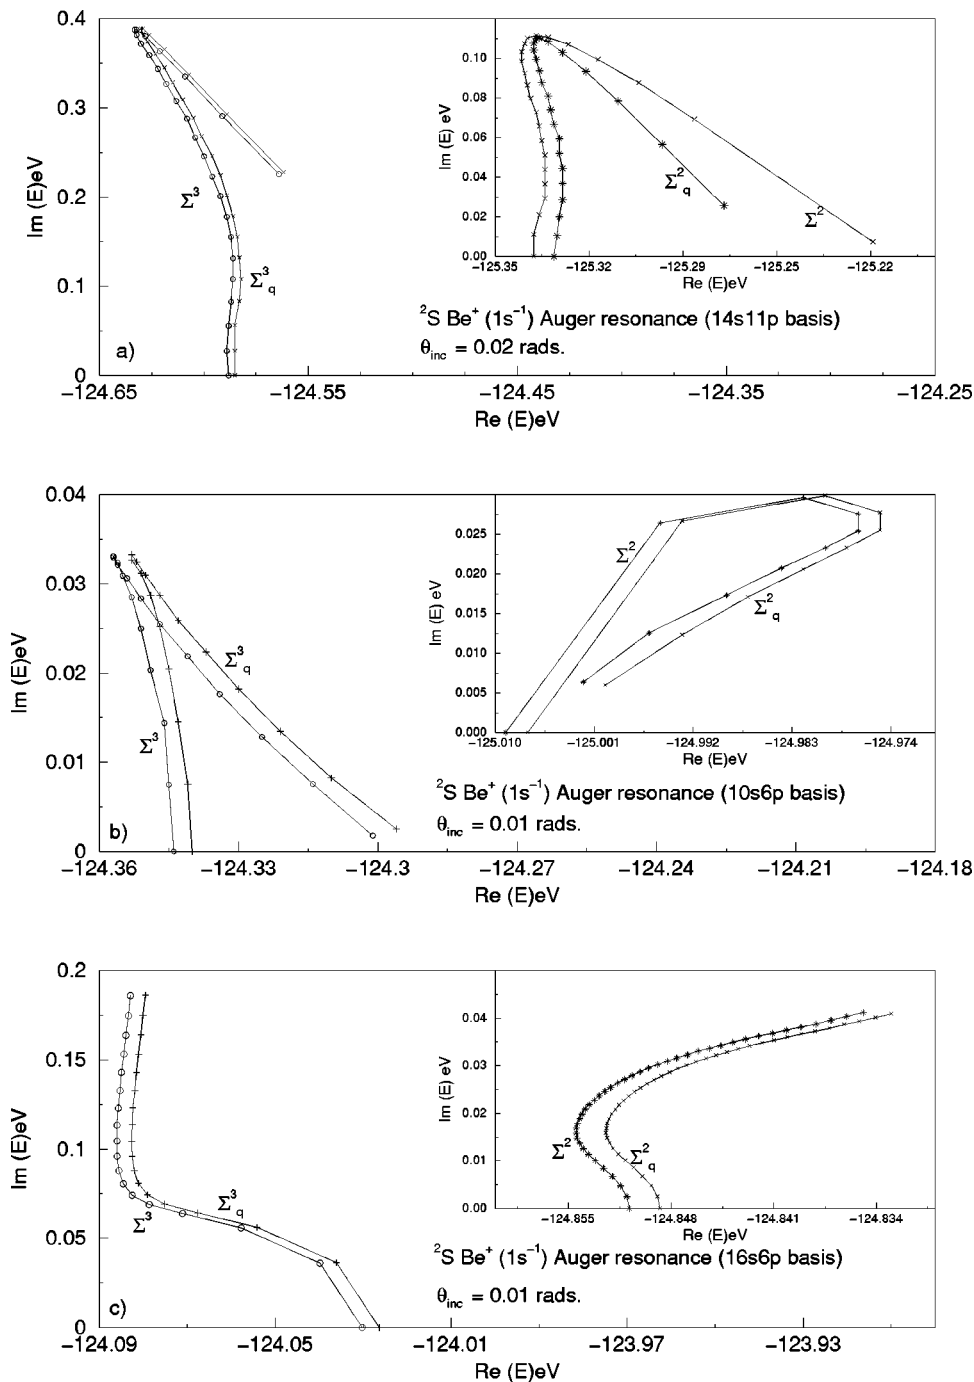 0.4
0.3
0.2
0.1
0
Im (E)eV
Σ³
Σ³q
a)
−124.65
−124.55
−124.45
−124.35
−124.25
Re (E)eV
0.10
0.08
0.06
0.04
0.02
0.00
Im (E) eV
Σ²q
Σ²
−125.35
−125.32
−125.29
−125.25
−125.22
Re (E)eV
²S Be⁺ (1s⁻¹) Auger resonance (14s11p basis)
θinc = 0.02 rads.
0.04
0.03
0.02
0.01
0
Im (E)eV
Σ³q
Σ³
b)
−124.36
−124.33
−124.3
−124.27
−124.24
−124.21
−124.18
Re (E)eV
0.025
0.020
0.015
0.010
0.005
0.000
Im (E) eV
Σ²
Σ²q
−125.010
−125.001
−124.992
−124.983
−124.974
Re (E)eV
²S Be⁺ (1s⁻¹) Auger resonance (10s6p basis)
θinc = 0.01 rads.
0.2
0.15
0.1
0.05
0
Im (E)eV
Σ³q
Σ³
c)
−124.09
−124.05
−124.01
−123.97
−123.93
Re (E)eV
0.04
0.03
0.02
0.01
0.00
Im (E) eV
Σ²
Σ²q
−124.855
−124.848
−124.841
−124.834
Re (E)eV
²S Be⁺ (1s⁻¹) Auger resonance (16s6p basis)
θinc = 0.01 rads.